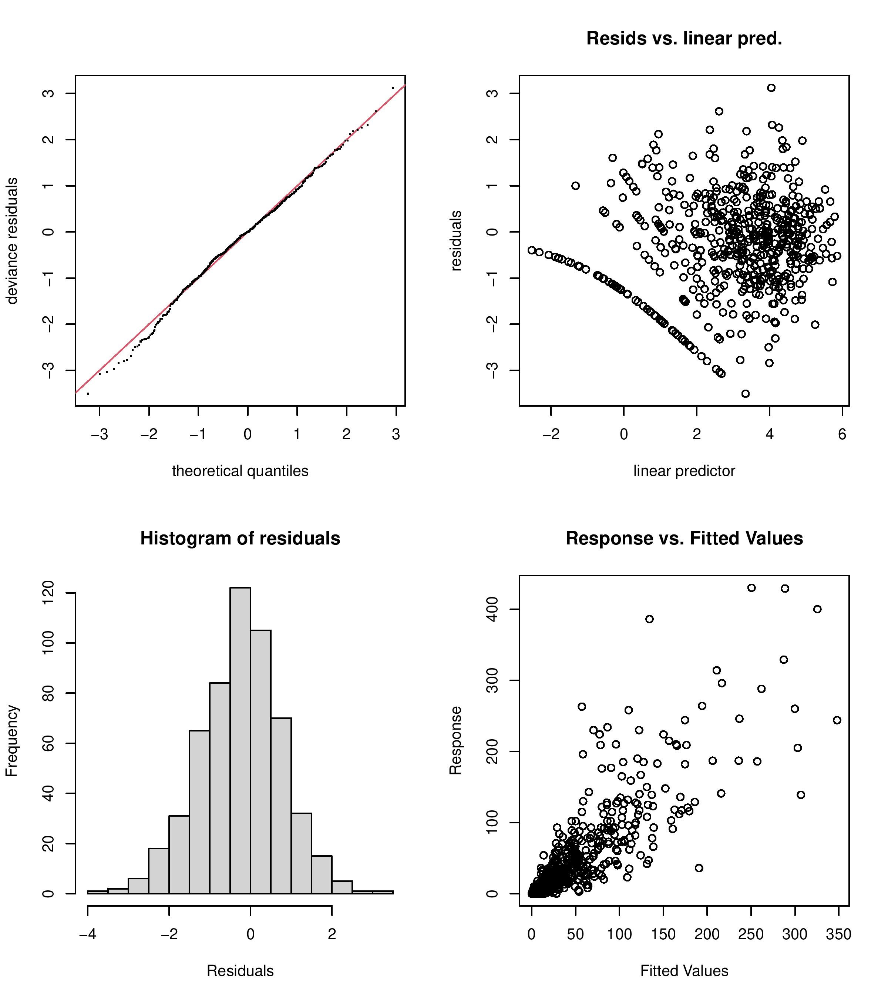 deviance residuals
3
2
1
0
−1
−2
−3
−3 −2 −1 0 1 2 3
theoretical quantiles
Resids vs. linear pred.
residuals
3
2
1
0
−1
−2
−3
−2 0 2 4 6
linear predictor
Histogram of residuals
Frequency
120
100
80
60
40
20
0
−4 −2 0 2
Residuals
Response vs. Fitted Values
Response
400
300
200
100
0
0 50 100 150 200 250 300 350
Fitted Values